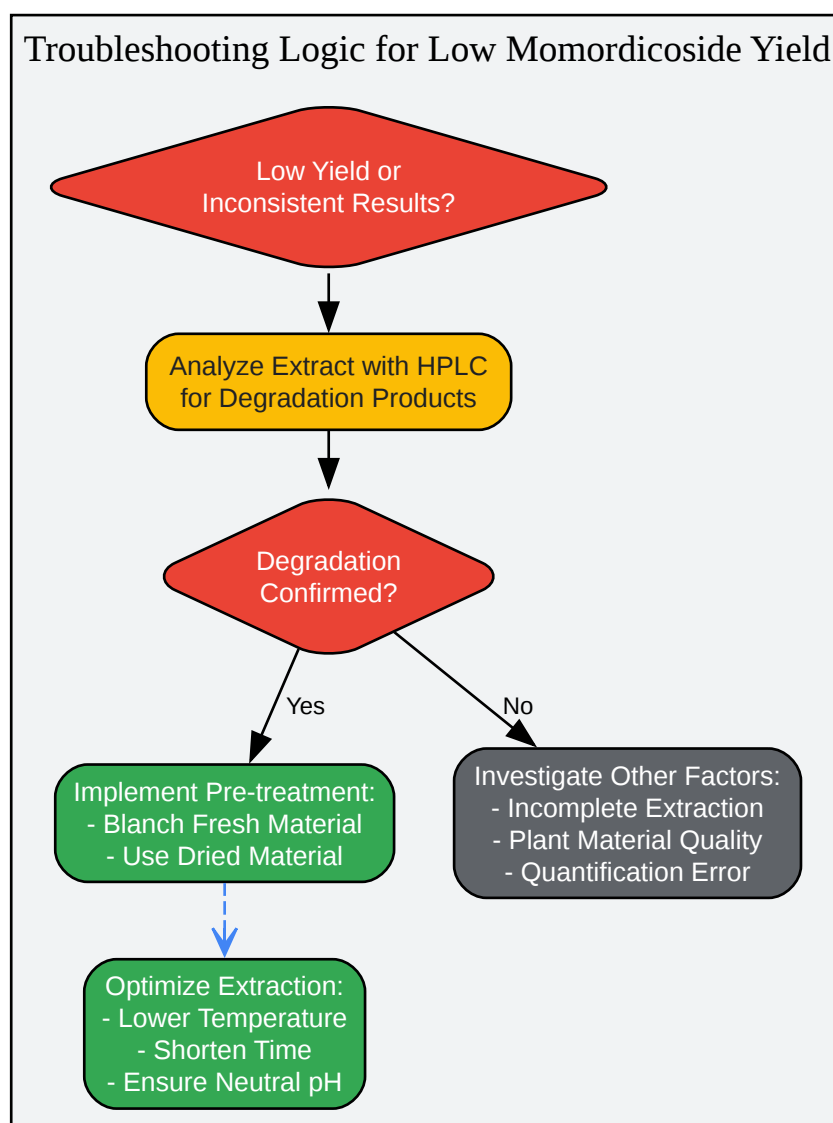 Troubleshooting Logic for Low Momordicoside Yield
Low Yield or
Inconsistent Results?
Analyze Extract with HPLC
for Degradation Products
Degradation
Confirmed?
Yes
No
Implement Pre-treatment:
- Blanch Fresh Material
- Use Dried Material
Investigate Other Factors:
- Incomplete Extraction
- Plant Material Quality
- Quantification Error
Optimize Extraction:
- Lower Temperature
- Shorten Time
- Ensure Neutral pH